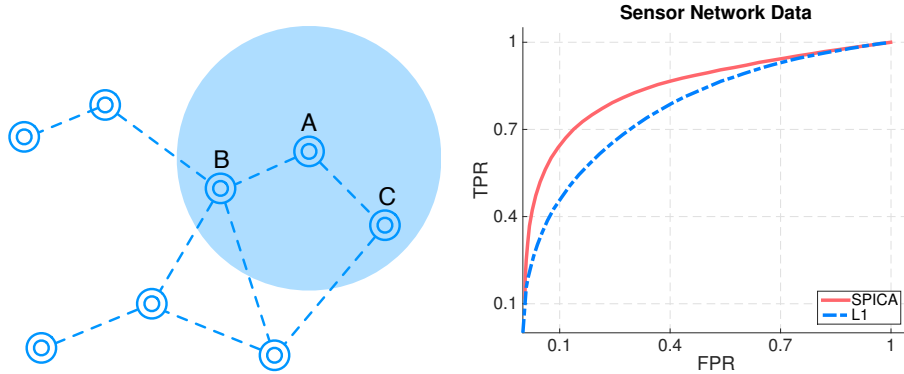 A
B
C
Sensor Network Data
1
0.7
0.4
0.1
TPR
SPICA
L1
0.1 0.4 0.7 1
FPR